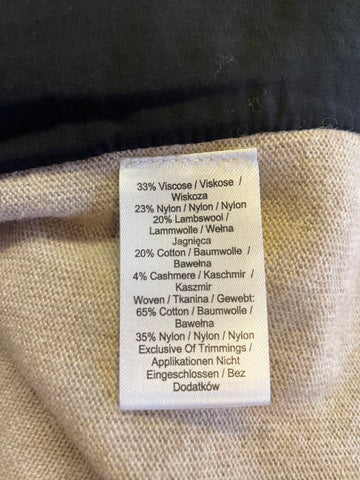 33% Viscose / Viskose /
Wiskoza
23% Nylon / Nylon / Nylon
20% Lambswool /
Lammwolle / Wełna
Jagnięca
20% Cotton / Baumwolle /
Bawełna
4% Cashmere / Kaschmir /
Kaszmir
Woven / Tkanina / Gewebt:
65% Cotton / Baumwolle /
Bawełna
35% Nylon / Nylon / Nylon
Exclusive Of Trimmings /
Applikationen Nicht
Eingeschlossen / Bez
Dodatków